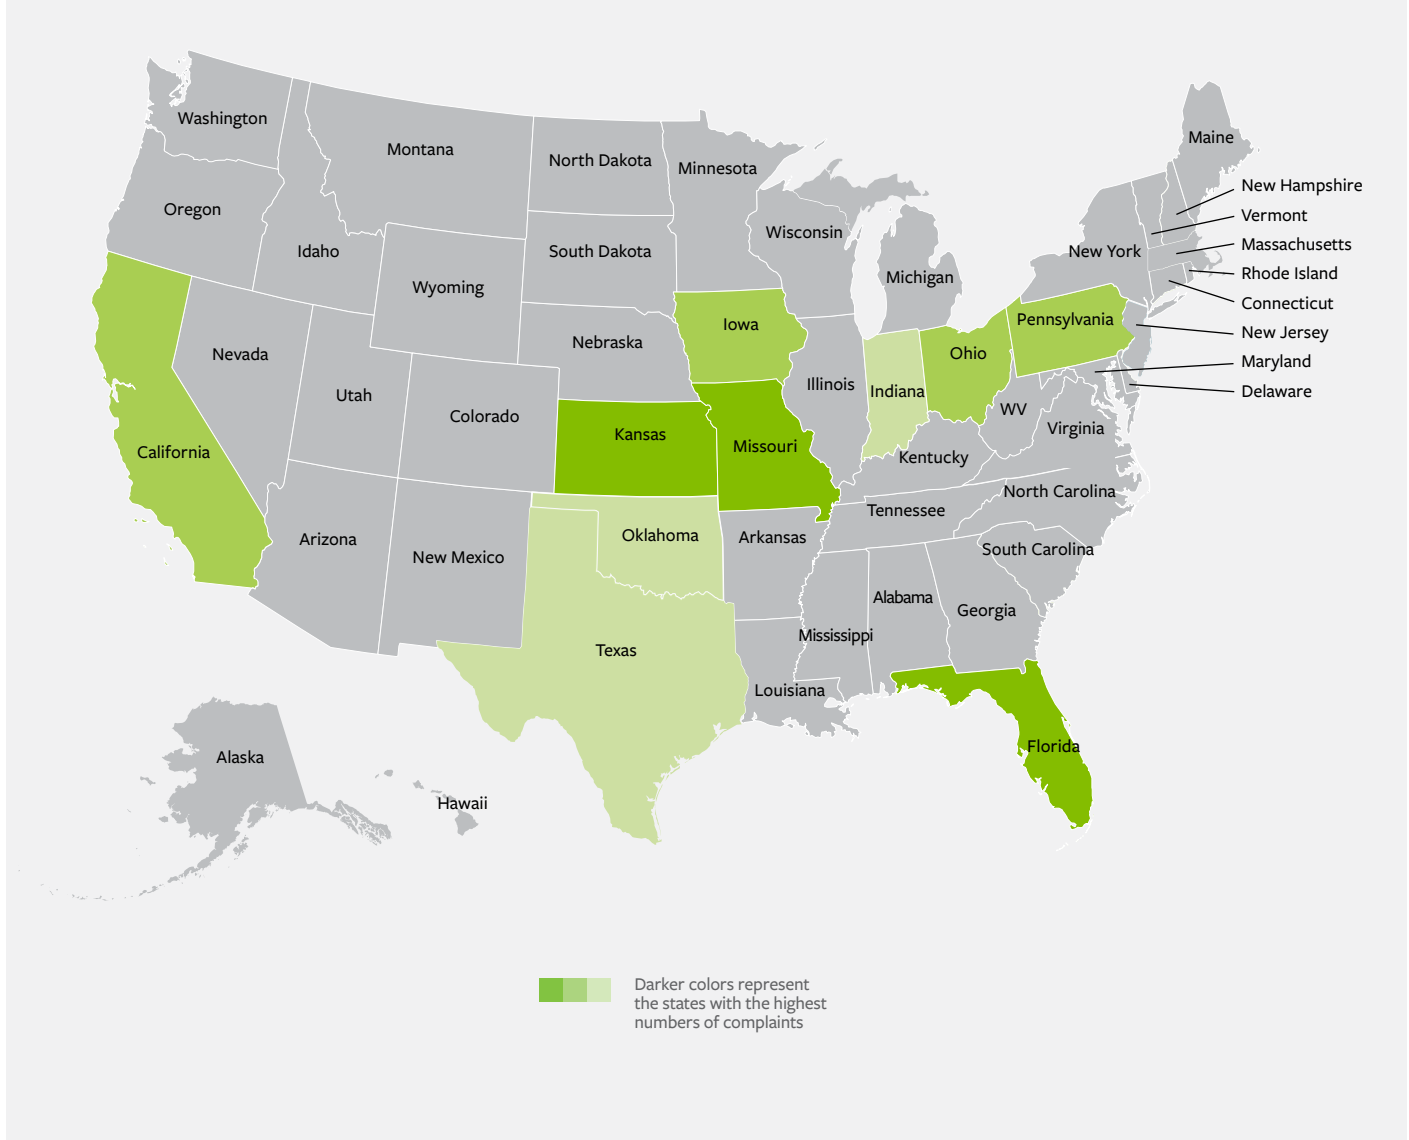 Washington
Montana
North Dakota
Minnesota
Maine
Oregon
Idaho
South Dakota
Wisconsin
Michigan
New York
New Hampshire
Vermont
Massachusetts
Rhode Island
Connecticut
New Jersey
Maryland
Delaware
Wyoming
Nebraska
Iowa
Pennsylvania
Nevada
Utah
Colorado
Illinois
Indiana
Ohio
WV
Virginia
California
Kansas
Missouri
Kentucky
Arizona
New Mexico
Oklahoma
Arkansas
Tennessee
North Carolina
South Carolina
Texas
Louisiana
Mississippi
Alabama
Georgia
Florida
Alaska
Hawaii
Darker colors represent
the states with the highest
numbers of complaints